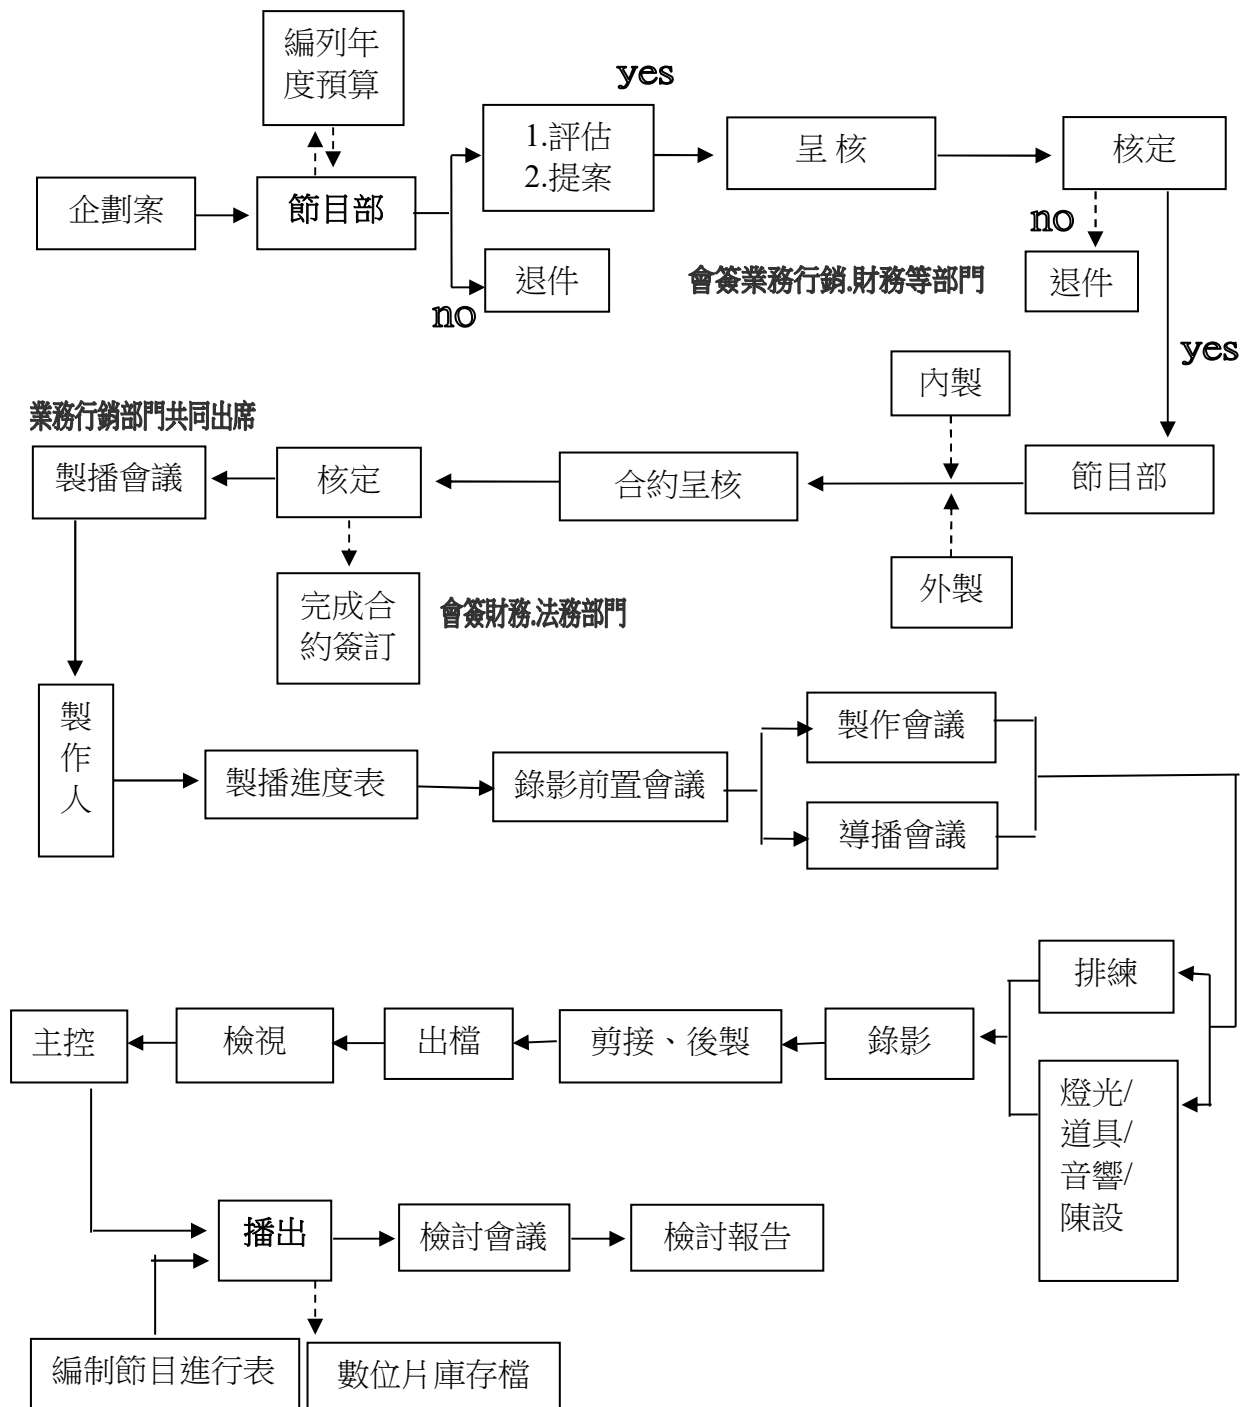 編列年
度預算
yes
1.評估
2.提案
呈 核
核定
企劃案
節目部
no
退件
no
會簽業務行銷.財務等部門
退件
yes
內製
業務行銷部門共同出席
製播會議
核定
合約呈核
節目部
外製
完成合
約簽訂
會簽財務.法務部門
製
作
人
製播進度表
錄影前置會議
製作會議
導播會議
排練
主控
檢視
出檔
剪接、後製
錄影
燈光/
道具/
音響/
陳設
播出
檢討會議
檢討報告
編制節目進行表
數位片庫存檔